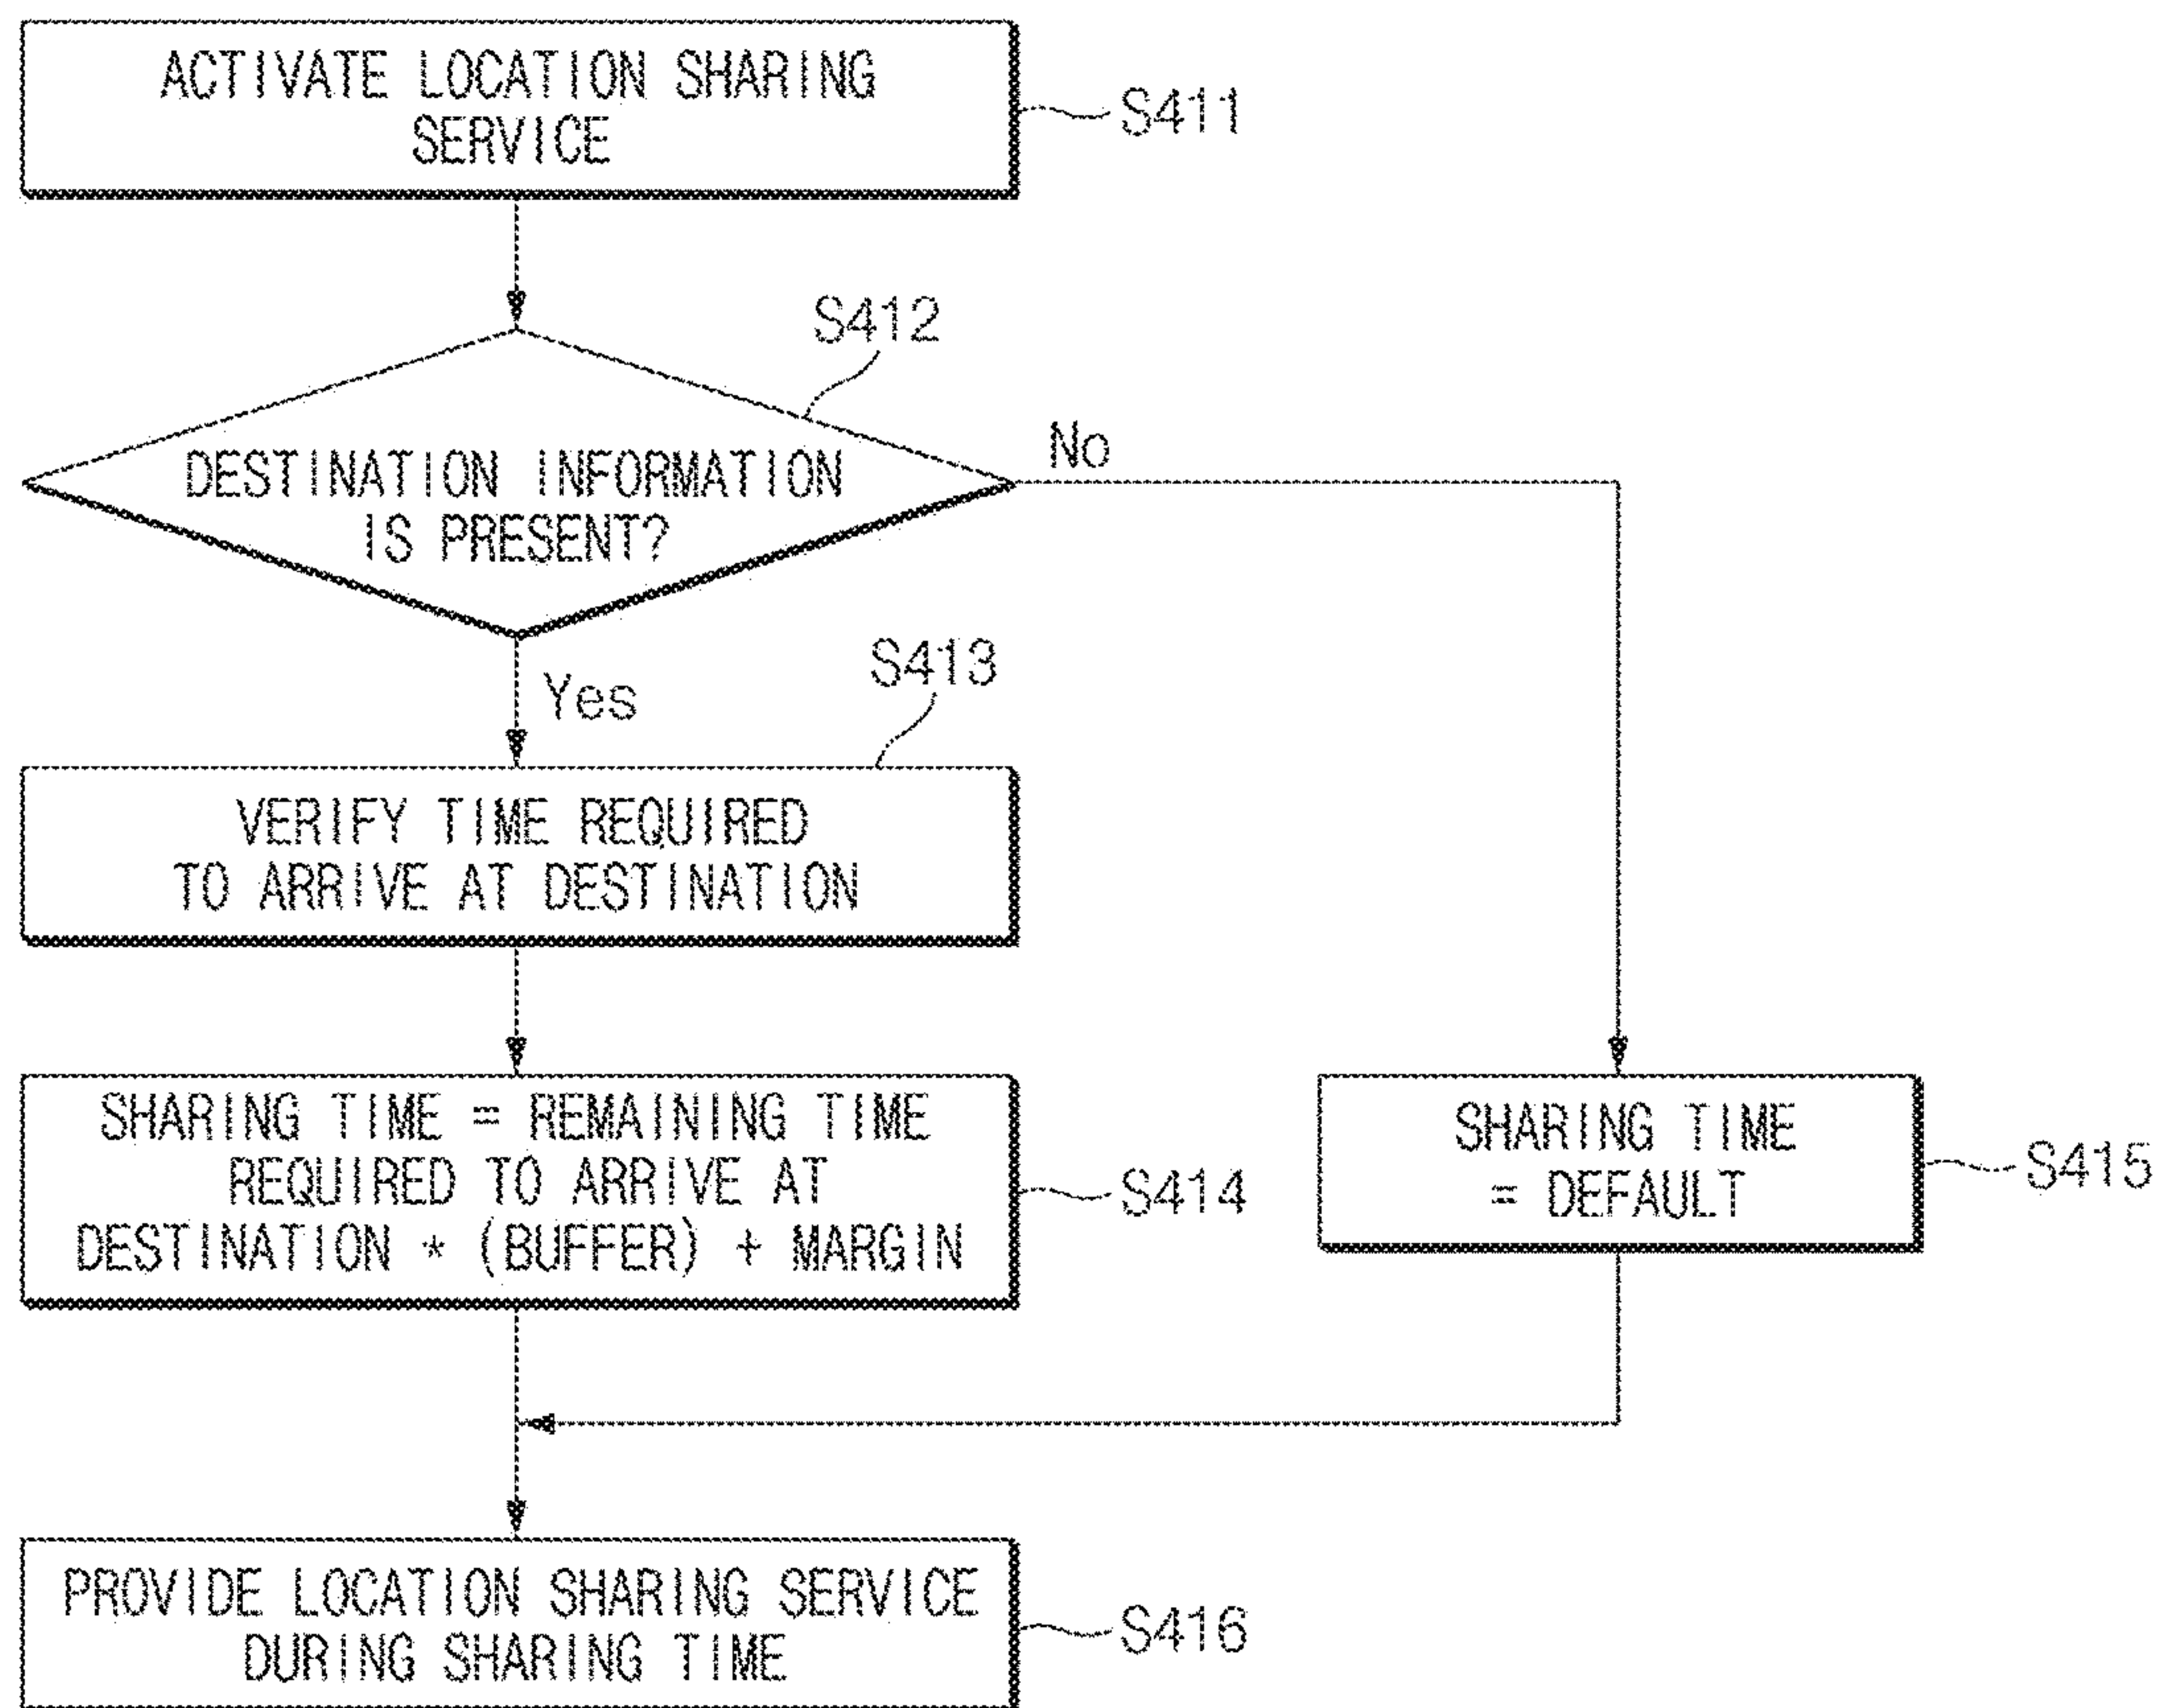 ACTIVATE LOCATION SHARING
SERVICE
S411
S412
DESTINATION INFORMATION
IS PRESENT?
No
Yes
S413
VERIFY TIME REQUIRED
TO ARRIVE AT DESTINATION
SHARING TIME = REMAINING TIME
REQUIRED TO ARRIVE AT
DESTINATION * (BUFFER) + MARGIN
S414
SHARING TIME
= DEFAULT
S415
PROVIDE LOCATION SHARING SERVICE
DURING SHARING TIME
S416